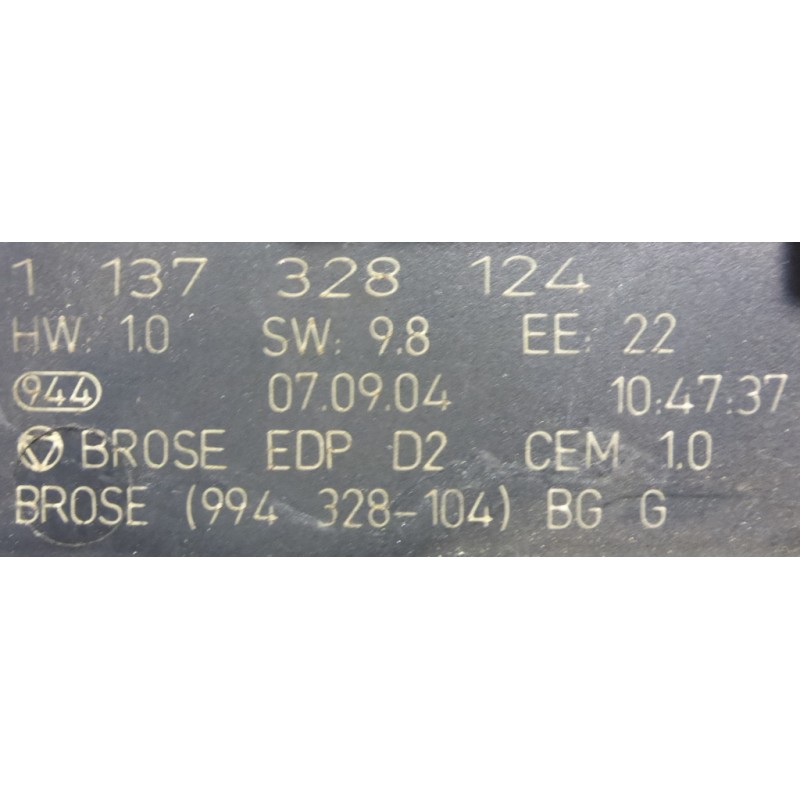 1 137 328 124
HW: 1.0 SW: 9.8 EE: 22
944 07.09.04 10:47:37
BROSE EDP D2 CEM 1.0
BROSE (994 328-104) BG G